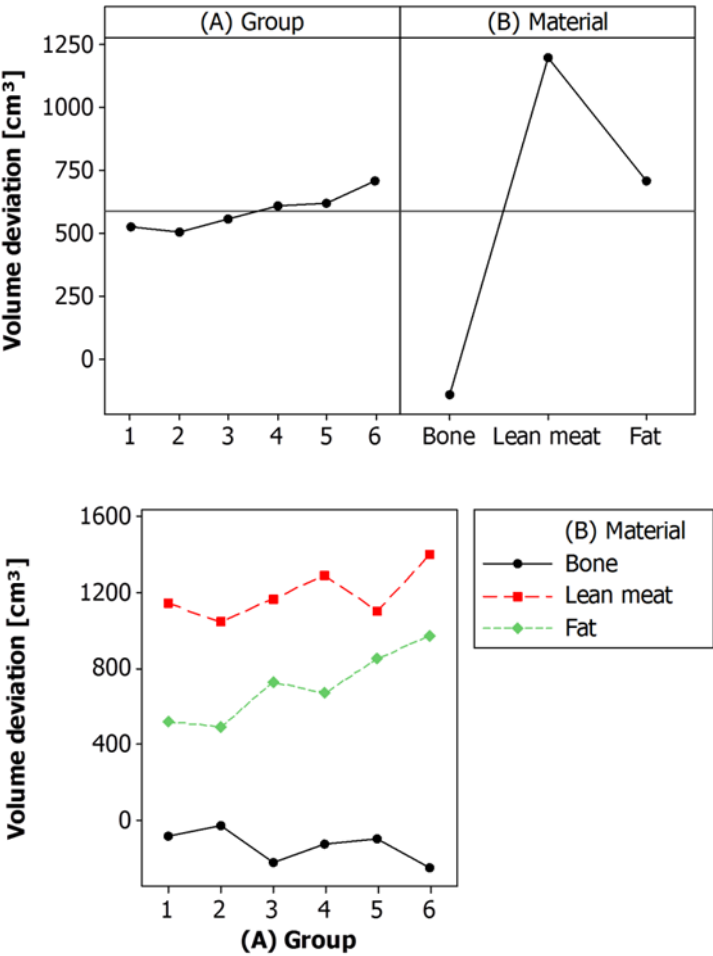 (A) Group (B) Material
Volume deviation [cm³]
1250
1000
750
500
250
0
1 2 3 4 5 6 Bone Lean meat Fat
Volume deviation [cm³]
1600
1200
800
400
0
1 2 3 4 5 6
(A) Group
(B) Material
Bone
Lean meat
Fat